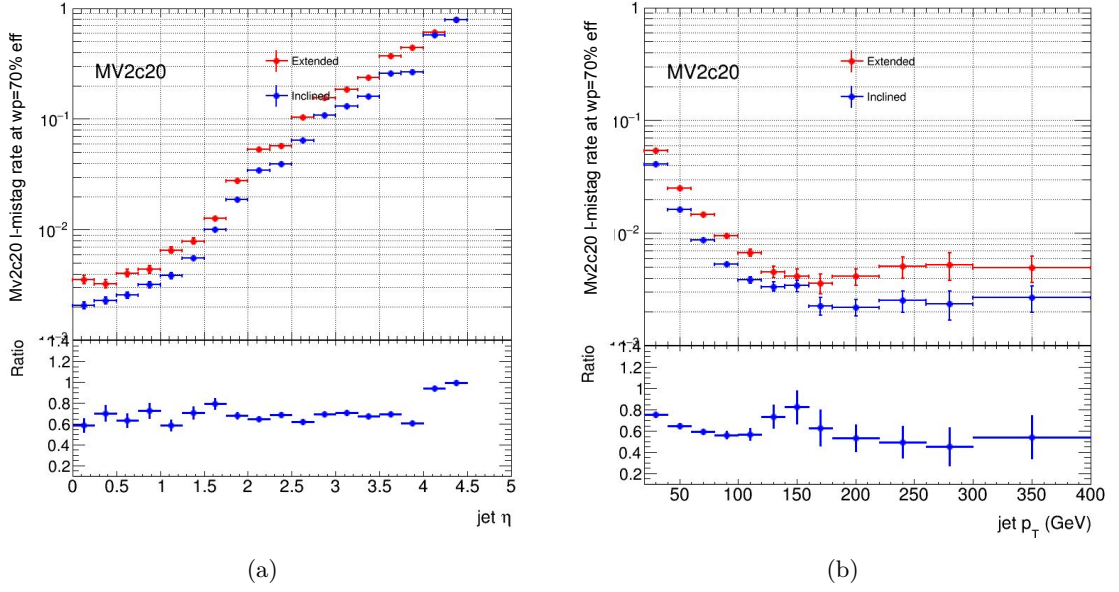 Mv2c20 l-mistag rate at wp=70% eff
1
10⁻¹
10⁻²
MV2c20
Extended
Inclined
Ratio
1.4
1.2
1
0.8
0.6
0.4
0.2
0 0.5 1 1.5 2 2.5 3 3.5 4 4.5 5
jet η
(a)
Mv2c20 l-mistag rate at wp=70% eff
1
10⁻¹
10⁻²
MV2c20
Extended
Inclined
Ratio
1.4
1.2
1
0.8
0.6
0.4
0.2
50 100 150 200 250 300 350 400
jet p_T (GeV)
(b)